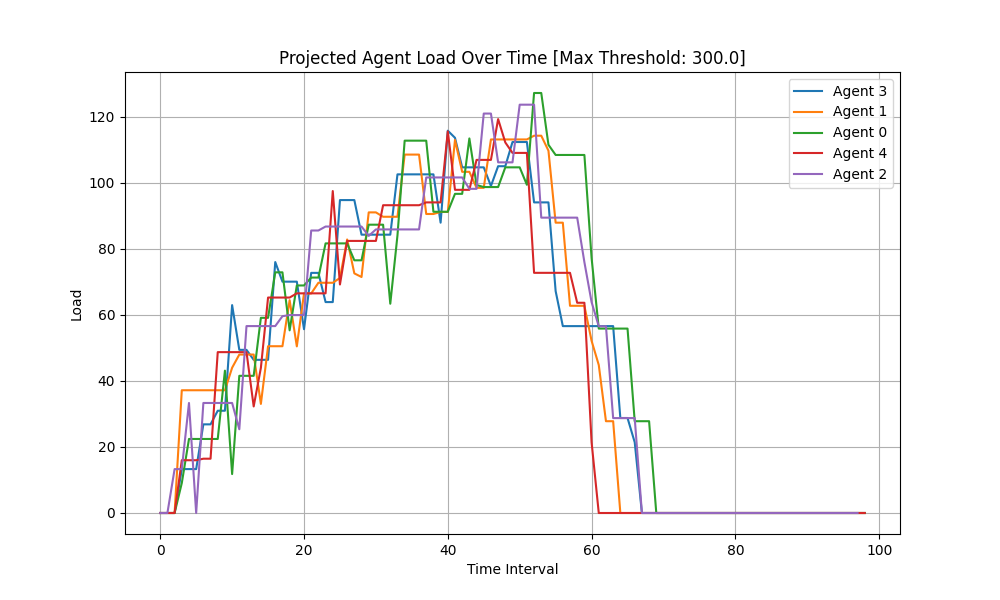 Projected Agent Load Over Time [Max Threshold: 300.0]
Load
120
100
80
60
40
20
0
0 20 40 60 80 100
Time Interval
Agent 3
Agent 1
Agent 0
Agent 4
Agent 2